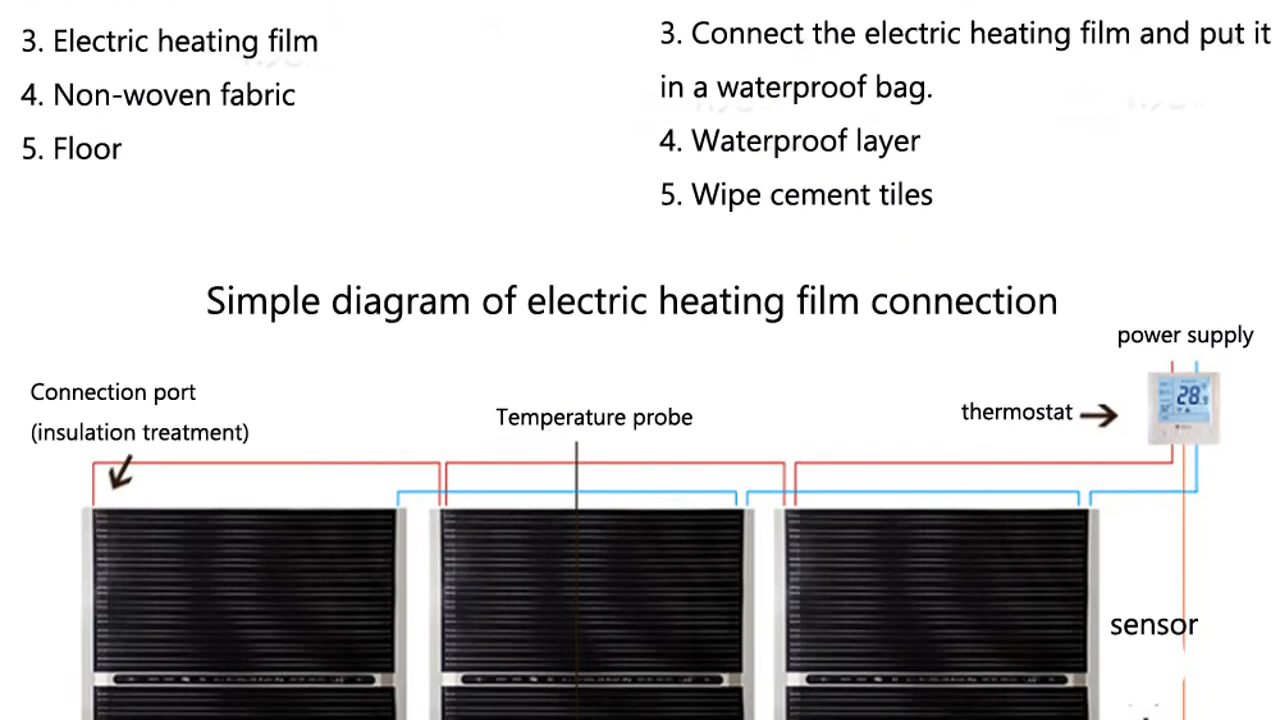 3. Electric heating film
4. Non-woven fabric
5. Floor
3. Connect the electric heating film and put it
in a waterproof bag.
4. Waterproof layer
5. Wipe cement tiles
Simple diagram of electric heating film connection
power supply
Connection port
(insulation treatment)
Temperature probe
thermostat
28
sensor